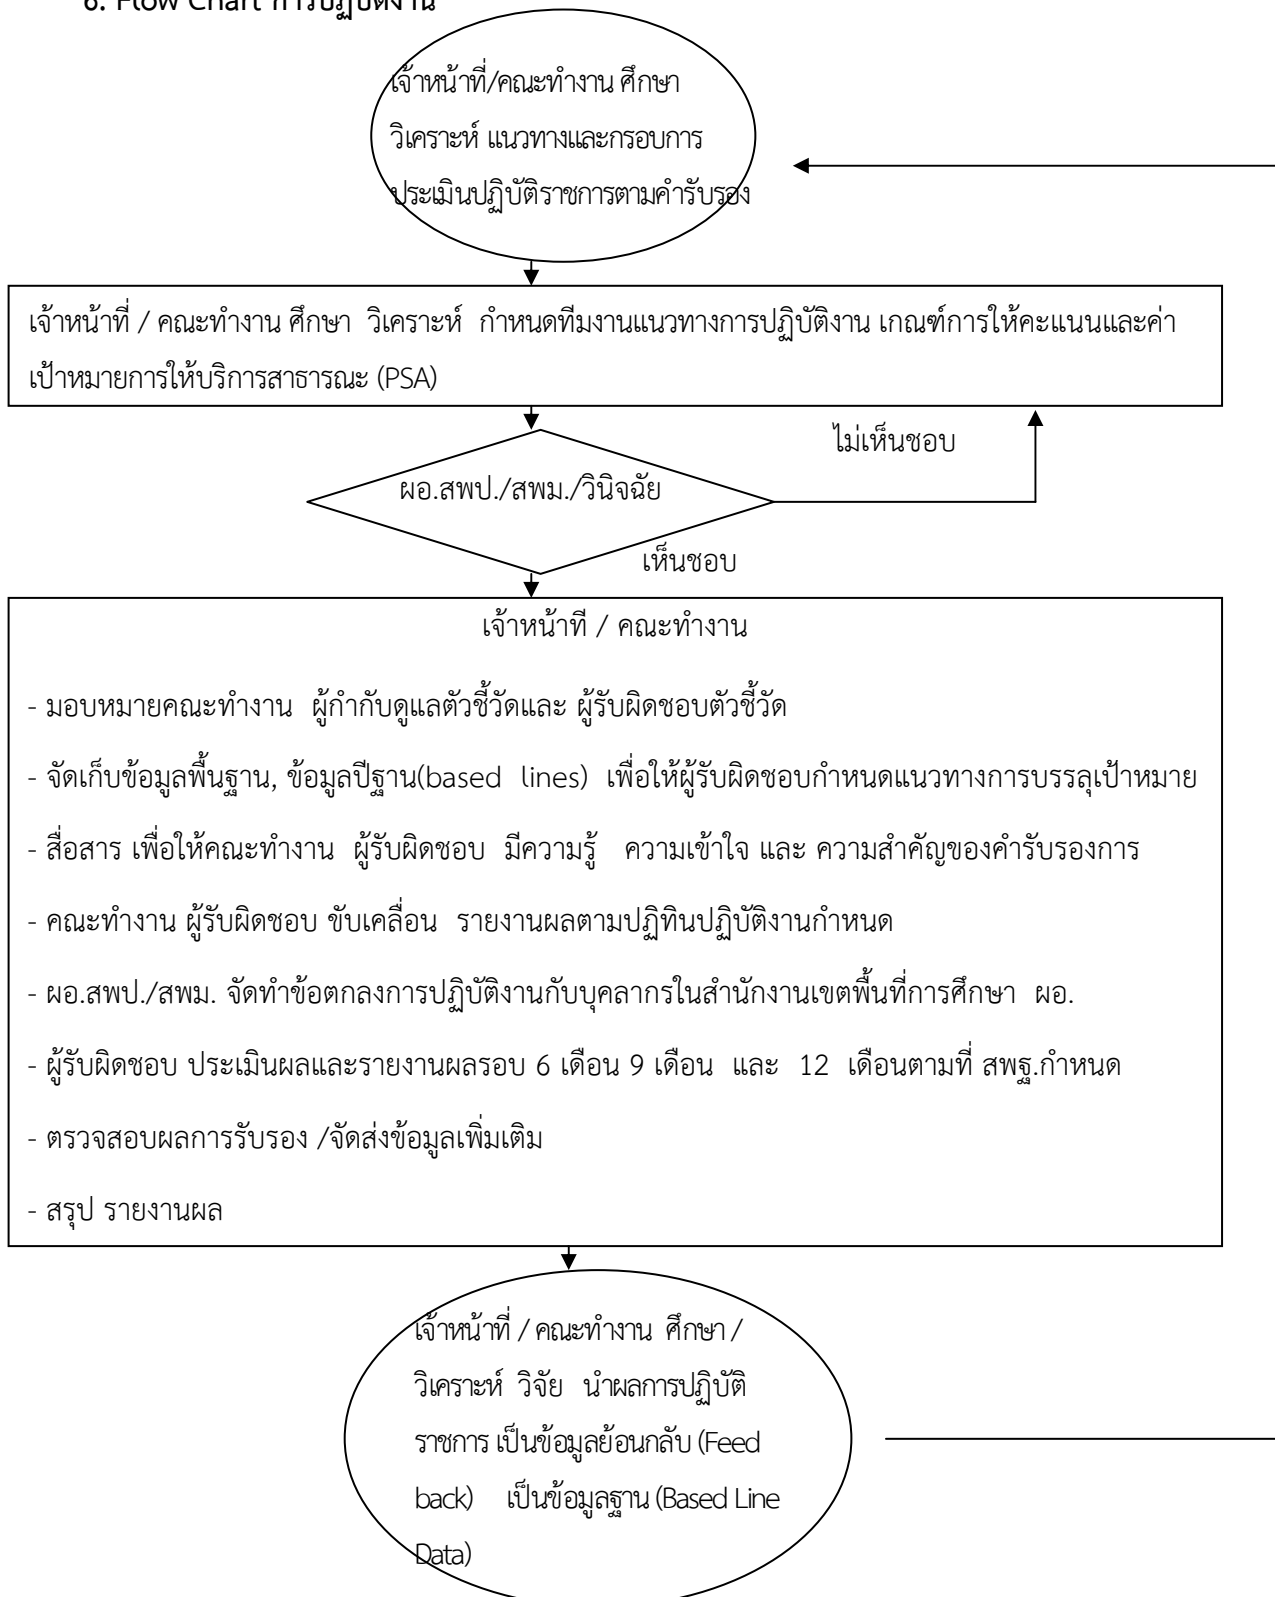 6. Flow Chart การปฏิบัติงาน
เจ้าหน้าที่/คณะทำงาน ศึกษา
วิเคราะห์ แนวทางและกรอบการ
ประเมินปฏิบัติราชการตามคำรับรอง
เจ้าหน้าที่ / คณะทำงาน ศึกษา วิเคราะห์ กำหนดทีมงานแนวทางการปฏิบัติงาน เกณฑ์การให้คะแนนและค่า
เป้าหมายการให้บริการสาธารณะ (PSA)
ไม่เห็นชอบ
ผอ.สพป./สพม./วินิจฉัย
เห็นชอบ
เจ้าหน้าที / คณะทำงาน
- มอบหมายคณะทำงาน ผู้กำกับดูแลตัวชี้วัดและ ผู้รับผิดชอบตัวชี้วัด
- จัดเก็บข้อมูลพื้นฐาน, ข้อมูลปีฐาน(based lines) เพื่อให้ผู้รับผิดชอบกำหนดแนวทางการบรรลุเป้าหมาย
- สื่อสาร เพื่อให้คณะทำงาน ผู้รับผิดชอบ มีความรู้ ความเข้าใจ และ ความสำคัญของคำรับรองการ
- คณะทำงาน ผู้รับผิดชอบ ขับเคลื่อน รายงานผลตามปฏิทินปฏิบัติงานกำหนด
- ผอ.สพป./สพม. จัดทำข้อตกลงการปฏิบัติงานกับบุคลากรในสำนักงานเขตพื้นที่การศึกษา ผอ.
- ผู้รับผิดชอบ ประเมินผลและรายงานผลรอบ 6 เดือน 9 เดือน และ 12 เดือนตามที่ สพฐ.กำหนด
- ตรวจสอบผลการรับรอง /จัดส่งข้อมูลเพิ่มเติม
- สรุป รายงานผล
เจ้าหน้าที่ / คณะทำงาน ศึกษา /
วิเคราะห์ วิจัย นำผลการปฏิบัติ
ราชการ เป็นข้อมูลย้อนกลับ (Feed
back) เป็นข้อมูลฐาน (Based Line
Data)